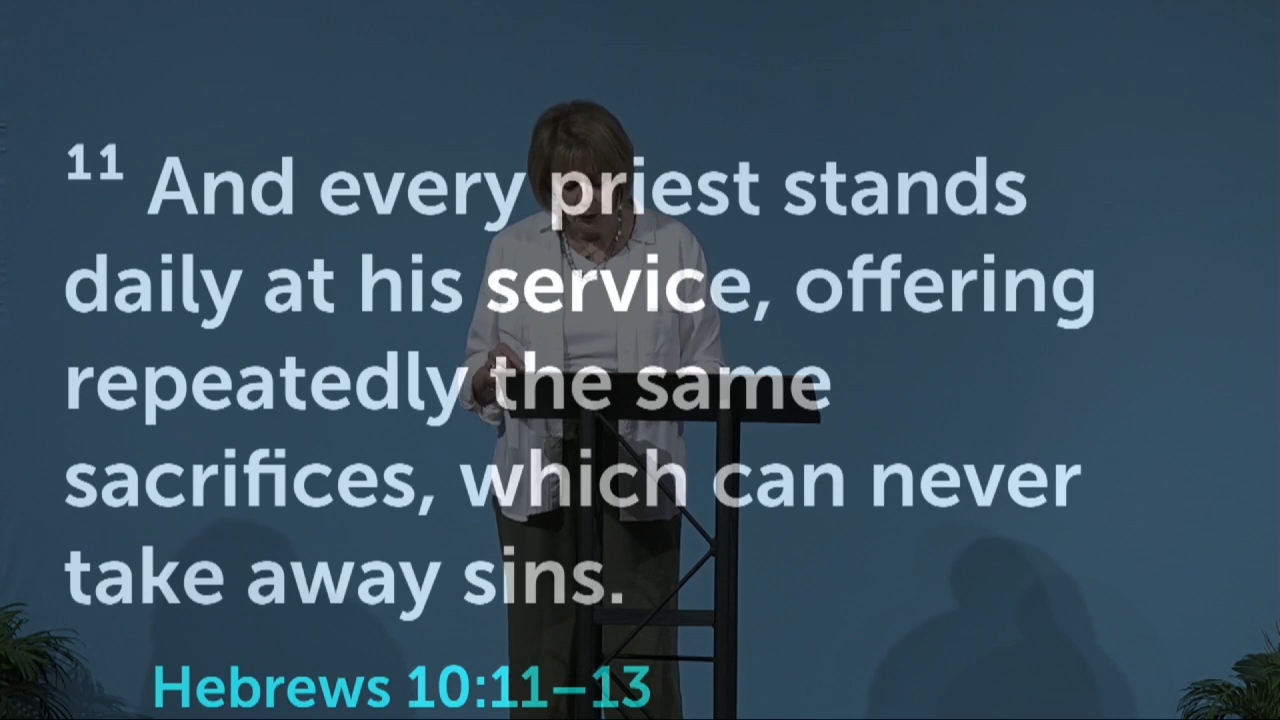 11 And every priest stands
daily at his service, offering
repeatedly the same
sacrifices, which can never
take away sins.
Hebrews 10:11–13